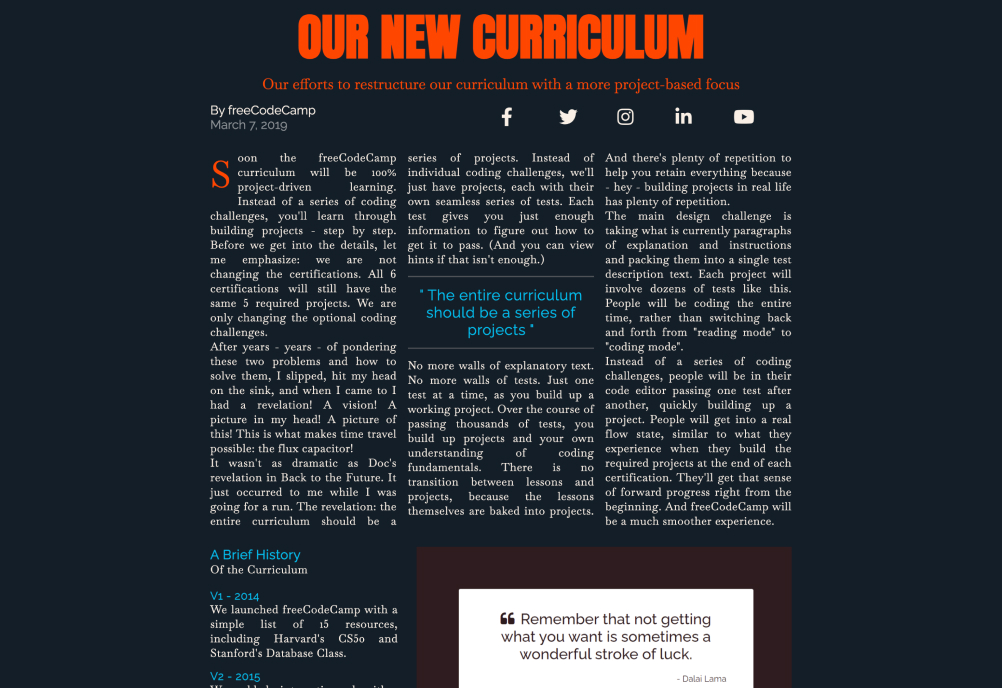 OUR NEW CURRICULUM
Our efforts to restructure our curriculum with a more project-based focus
By freeCodeCamp
March 7, 2019
Soon the freeCodeCamp
curriculum will be 100%
project-driven learning.
Instead of a series of coding
challenges, you'll learn through
building projects - step by step.
Before we get into the details, let
me emphasize: we are not
changing the certifications. All 6
certifications will still have the
same 5 required projects. We are
only changing the optional coding
challenges.
After years - years - of pondering
these two problems and how to
solve them, I slipped, hit my head
on the sink, and when I came to I
had a revelation! A vision! A
picture in my head! A picture of
this! This is what makes time travel
possible: the flux capacitor!
It wasn't as dramatic as Doc's
revelation in Back to the Future. It
just occurred to me while I was
going for a run. The revelation: the
entire curriculum should be a
series of projects. Instead of
individual coding challenges, we'll
just have projects, each with their
own seamless series of tests. Each
test gives you just enough
information to figure out how to
get it to pass. (And you can view
hints if that isn't enough.)
" The entire curriculum
should be a series of
projects "
No more walls of explanatory text.
No more walls of tests. Just one
test at a time, as you build up a
working project. Over the course of
passing thousands of tests, you
build up projects and your own
understanding of coding
fundamentals. There is no
transition between lessons and
projects, because the lessons
themselves are baked into projects.
And there's plenty of repetition to
help you retain everything because
- hey - building projects in real life
has plenty of repetition.
The main design challenge is
taking what is currently paragraphs
of explanation and instructions
and packing them into a single test
description text. Each project will
involve dozens of tests like this.
People will be coding the entire
time, rather than switching back
and forth from "reading mode" to
"coding mode".
Instead of a series of coding
challenges, people will be in their
code editor passing one test after
another, quickly building up a
project. People will get into a real
flow state, similar to what they
experience when they build the
required projects at the end of each
certification. They'll get that sense
of forward progress right from the
beginning. And freeCodeCamp will
be a much smoother experience.
A Brief History
Of the Curriculum
V1 - 2014
We launched freeCodeCamp with a
simple list of 15 resources,
including Harvard's CS50 and
Stanford's Database Class.
V2 - 2015
“ Remember that not getting
what you want is sometimes a
wonderful stroke of luck.
- Dalai Lama